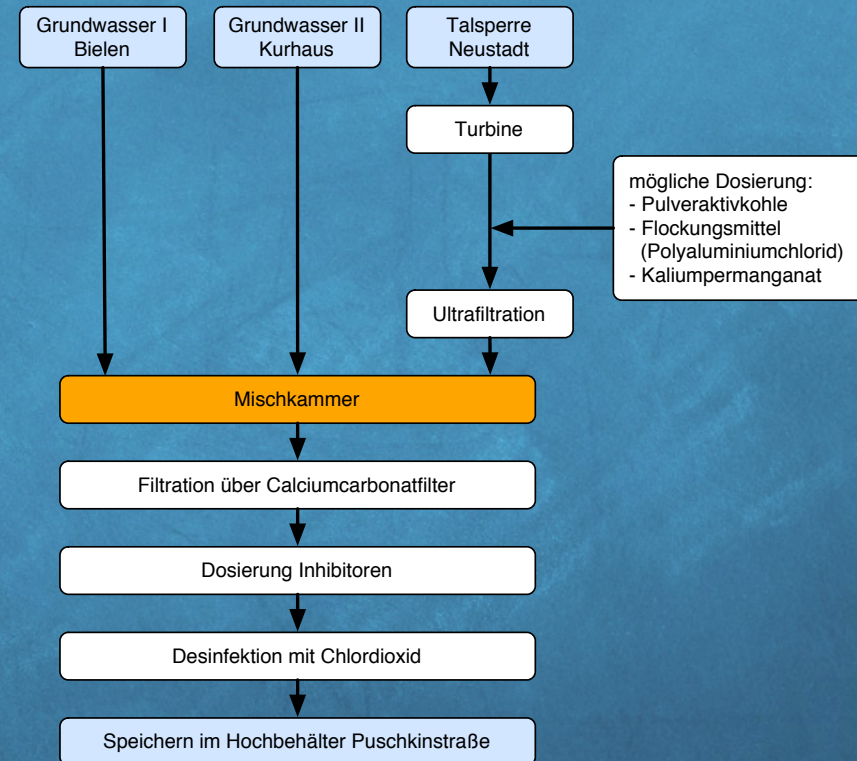 Grundwasser I
Bielen
Grundwasser II
Kurhaus
Talsperre
Neustadt
Turbine
mögliche Dosierung:
- Pulveraktivkohle
- Flockungsmittel
(Polyaluminiumchlorid)
- Kaliumpermanganat
Ultrafiltration
Mischkammer
Filtration über Calciumcarbonatfilter
Dosierung Inhibitoren
Desinfektion mit Chlordioxid
Speichern im Hochbehälter Puschkinstraße